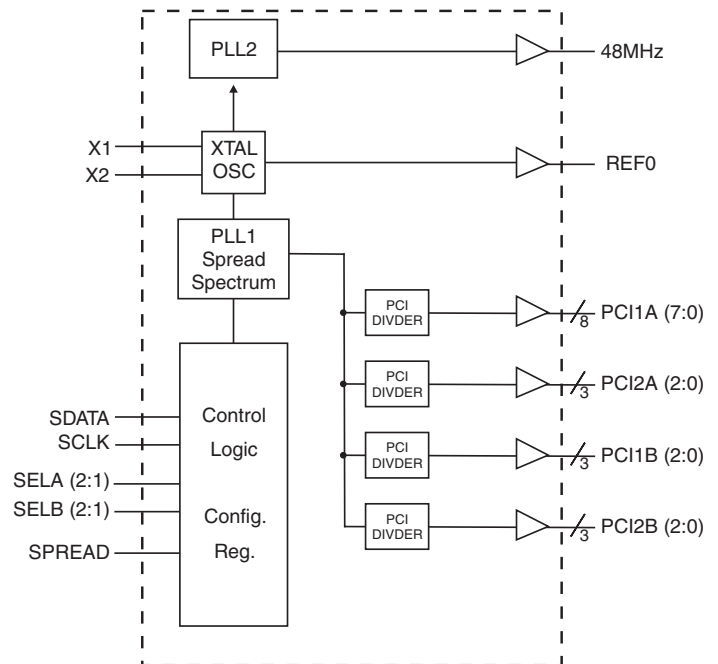 PLL2
48MHz
X1
X2
XTAL
OSC
REF0
PLL1
Spread
Spectrum
PCI
DIVDER
8
PCI1A (7:0)
PCI
DIVDER
3
PCI2A (2:0)
SDATA
SCLK
SELA (2:1)
SELB (2:1)
SPREAD
Control
Logic
Config.
Reg.
PCI
DIVDER
3
PCI1B (2:0)
PCI
DIVDER
3
PCI2B (2:0)